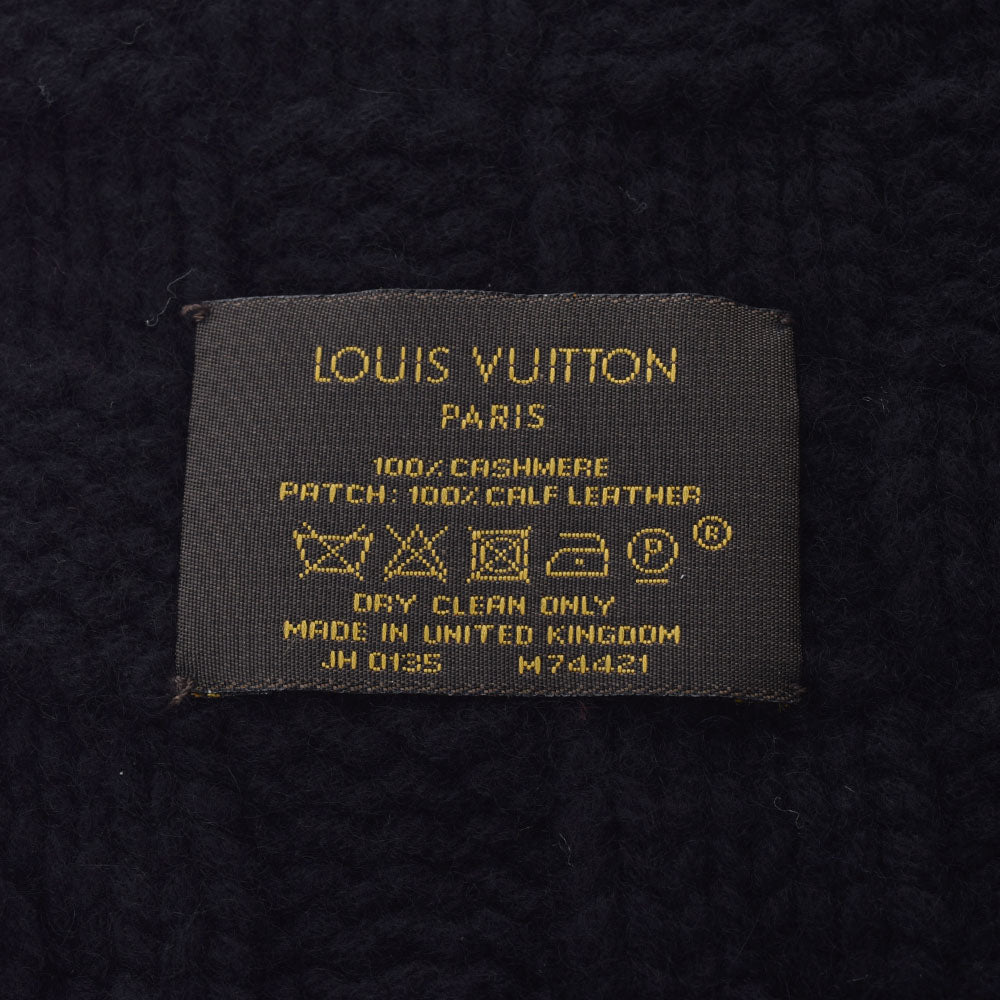 LOUIS VUITTON
PARIS
100% CASHMERE
PATCH: 100% CALF LEATHER
P ®
DRY CLEAN ONLY
MADE IN UNITED KINGDOM
JH 0135 M74421